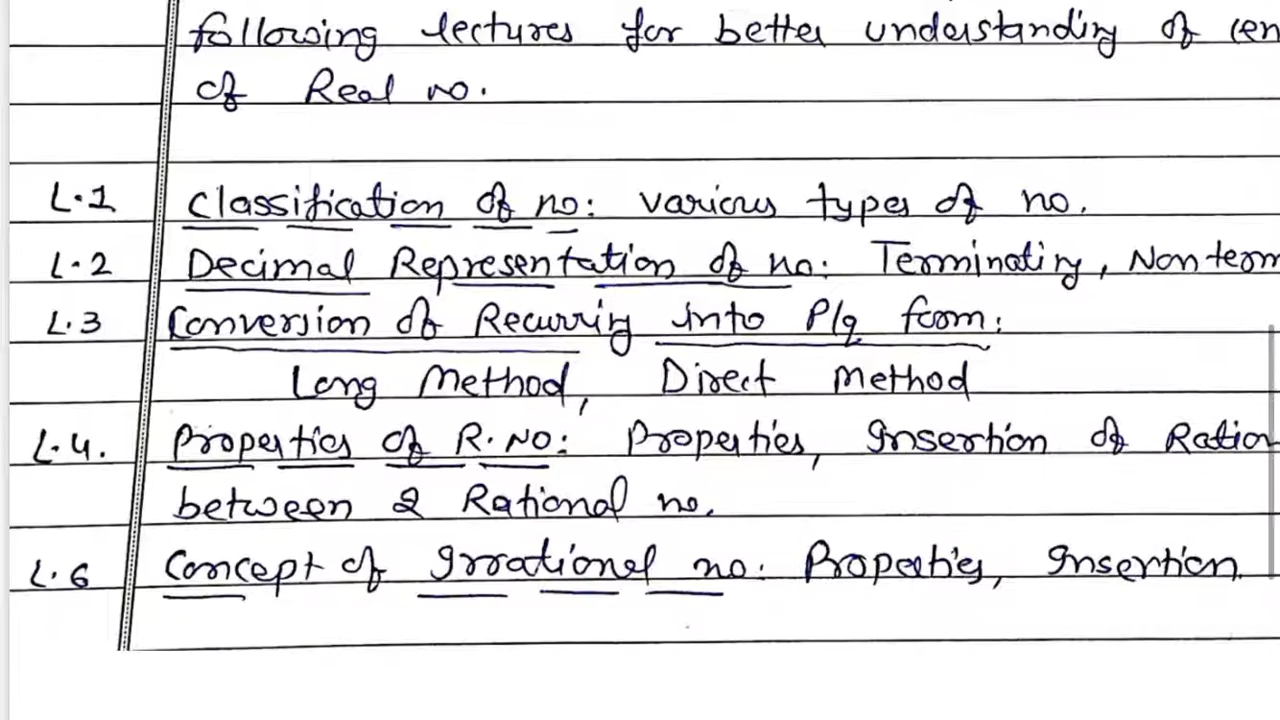 following lectures for better understanding of
of Real no.
L.1 Classification of no: various types of no.
L.2 Decimal Representation of no: Terminating, Non term
L.3 Conversion of Recurring into P/q form:
Long Method, Direct Method
L.4. Properties of R.NO: Properties, Insertion of Ration
between 2 Rational no.
L.6 Concept of Irrational no. Properties, Insertion.